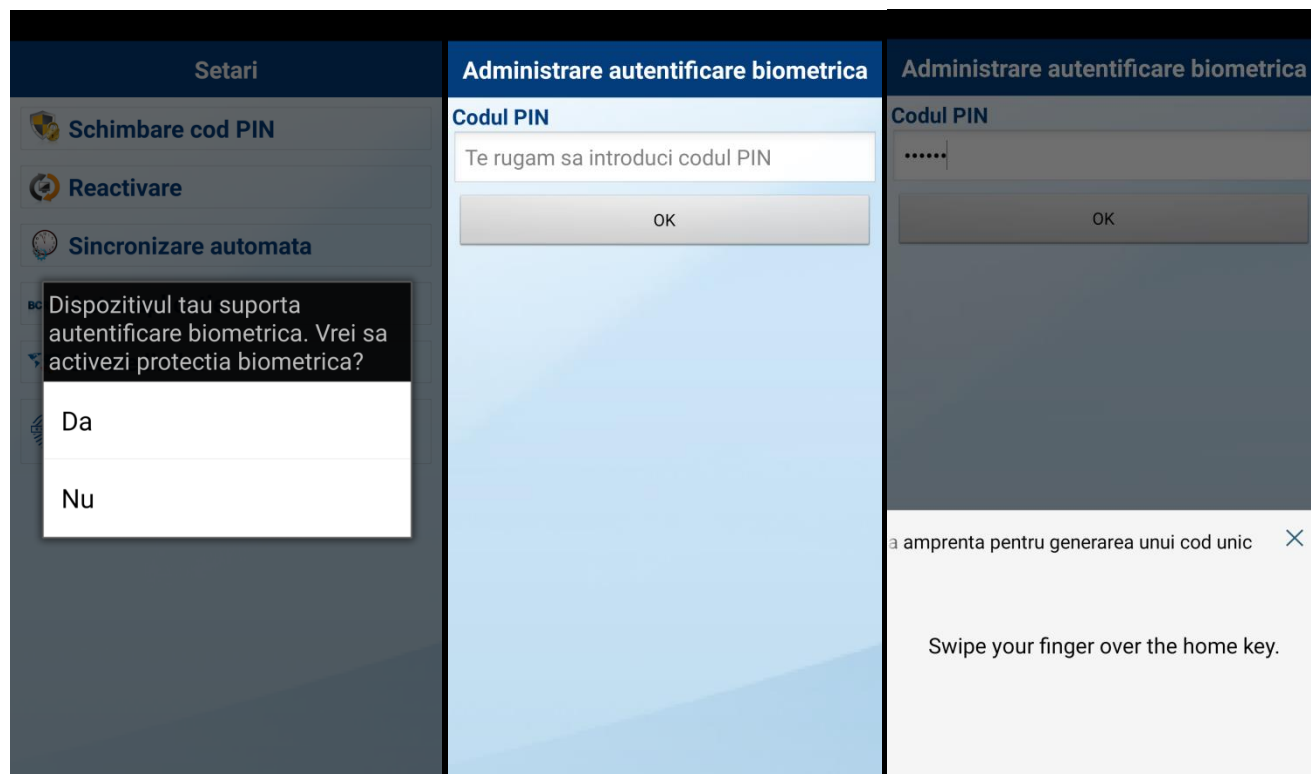 Setari
Schimbare cod PIN
Reactivare
Sincronizare automata
Dispozitivul tau suporta
autentificare biometrica. Vrei sa
activezi protectia biometrica?
Da
Nu
Administrare autentificare biometrica
Codul PIN
Te rugam sa introduci codul PIN
OK
Administrare autentificare biometrica
Codul PIN
••••••
OK
a amprenta pentru generarea unui cod unic
Swipe your finger over the home key.